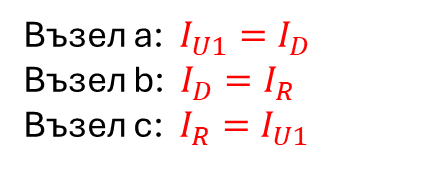 Възел a: I_{U1} = I_D
Възел b: I_D = I_R
Възел c: I_R = I_{U1}